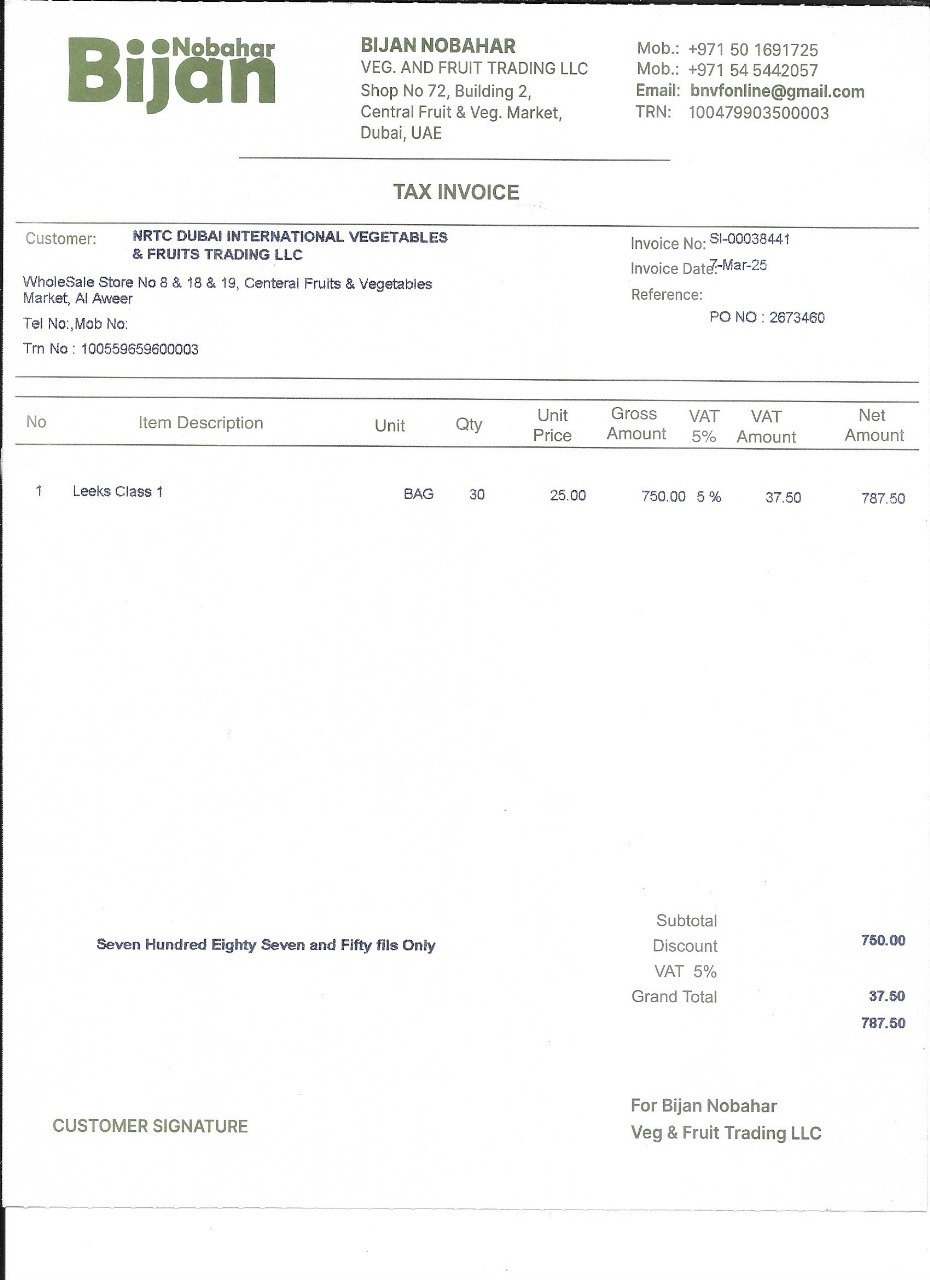 Bijan Nobahar
BIJAN NOBAHAR
VEG. AND FRUIT TRADING LLC
Shop No 72, Building 2,
Central Fruit & Veg. Market,
Dubai, UAE
Mob.: +971 50 1691725
Mob.: +971 54 5442057
Email: bnvfonline@gmail.com
TRN: 100479903500003
TAX INVOICE
Customer: NRTC DUBAI INTERNATIONAL VEGETABLES
& FRUITS TRADING LLC
WholeSale Store No 8 & 18 & 19, Centeral Fruits & Vegetables
Market, Al Aweer
Tel No:,Mob No:
Trn No : 100559659600003
Invoice No: SI-00038441
Invoice Date: 7-Mar-25
Reference:
PO NO : 2673460
No Item Description Unit Qty Unit Price Gross Amount VAT 5% VAT Amount Net Amount
1 Leeks Class 1 BAG 30 25.00 750.00 5 % 37.50 787.50
Seven Hundred Eighty Seven and Fifty fils Only
Subtotal
Discount 750.00
VAT 5%
Grand Total 37.50
787.50
CUSTOMER SIGNATURE
For Bijan Nobahar
Veg & Fruit Trading LLC